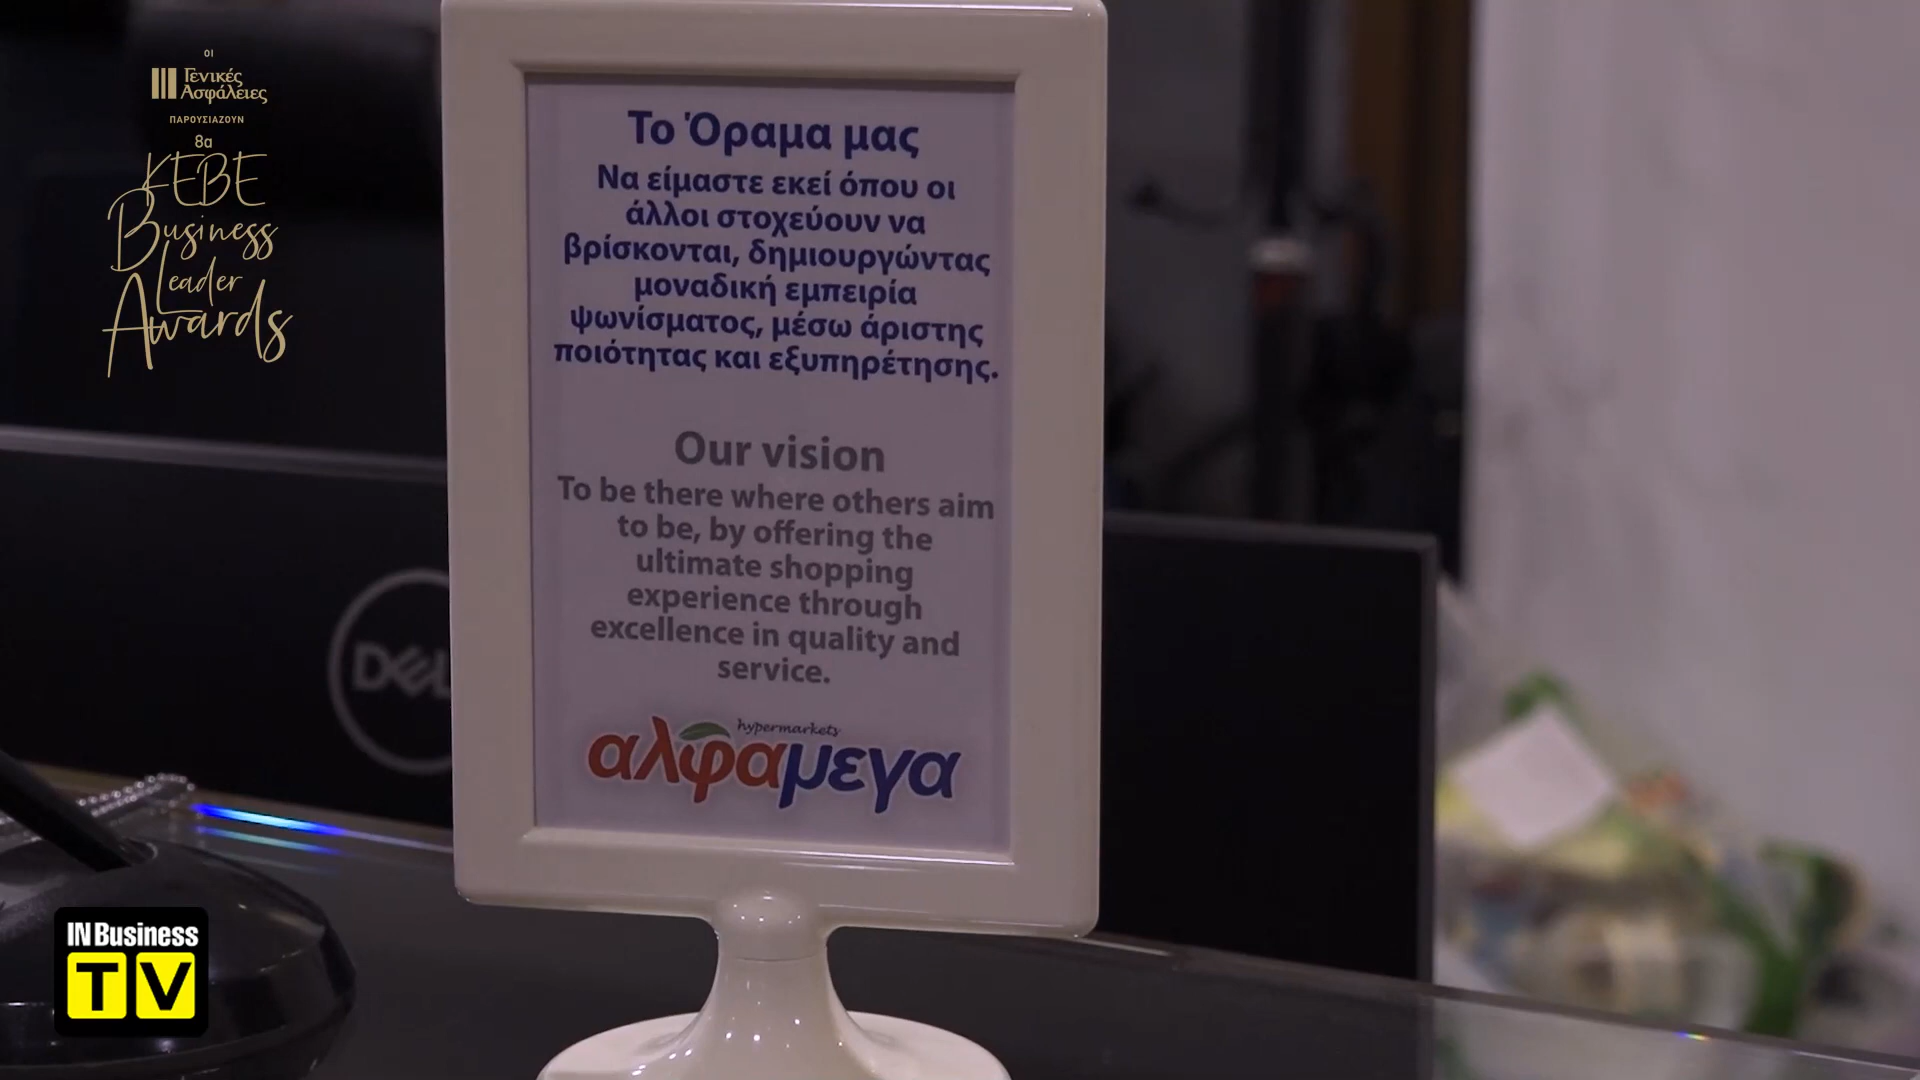 ΟΙ
Γενικές
Ασφάλειες
ΠΑΡΟΥΣΙΑΖΟΥΝ
8α
ΚΕΒΕ
Business
Leader
Awards
Το Όραμα μας
Να είμαστε εκεί όπου οι
άλλοι στοχεύουν να
βρίσκονται, δημιουργώντας
μοναδική εμπειρία
ψωνίσματος, μέσω άριστης
ποιότητας και εξυπηρέτησης.
Our vision
To be there where others aim
to be, by offering the
ultimate shopping
experience through
excellence in quality and
service.
hypermarkets
αλφαμεγα
DEL
IN Business
TV